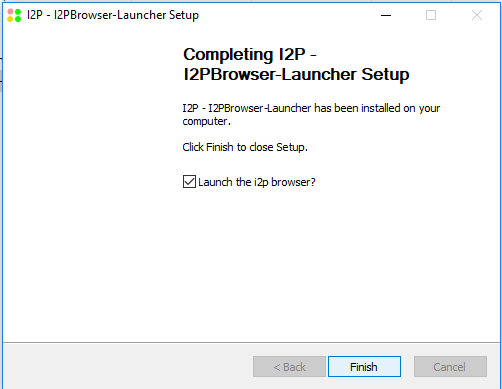 I2P - I2PBrowser-Launcher Setup
Completing I2P -
I2PBrowser-Launcher Setup
I2P - I2PBrowser-Launcher has been installed on your
computer.
Click Finish to close Setup.
Launch the i2p browser?
< Back
Finish
Cancel